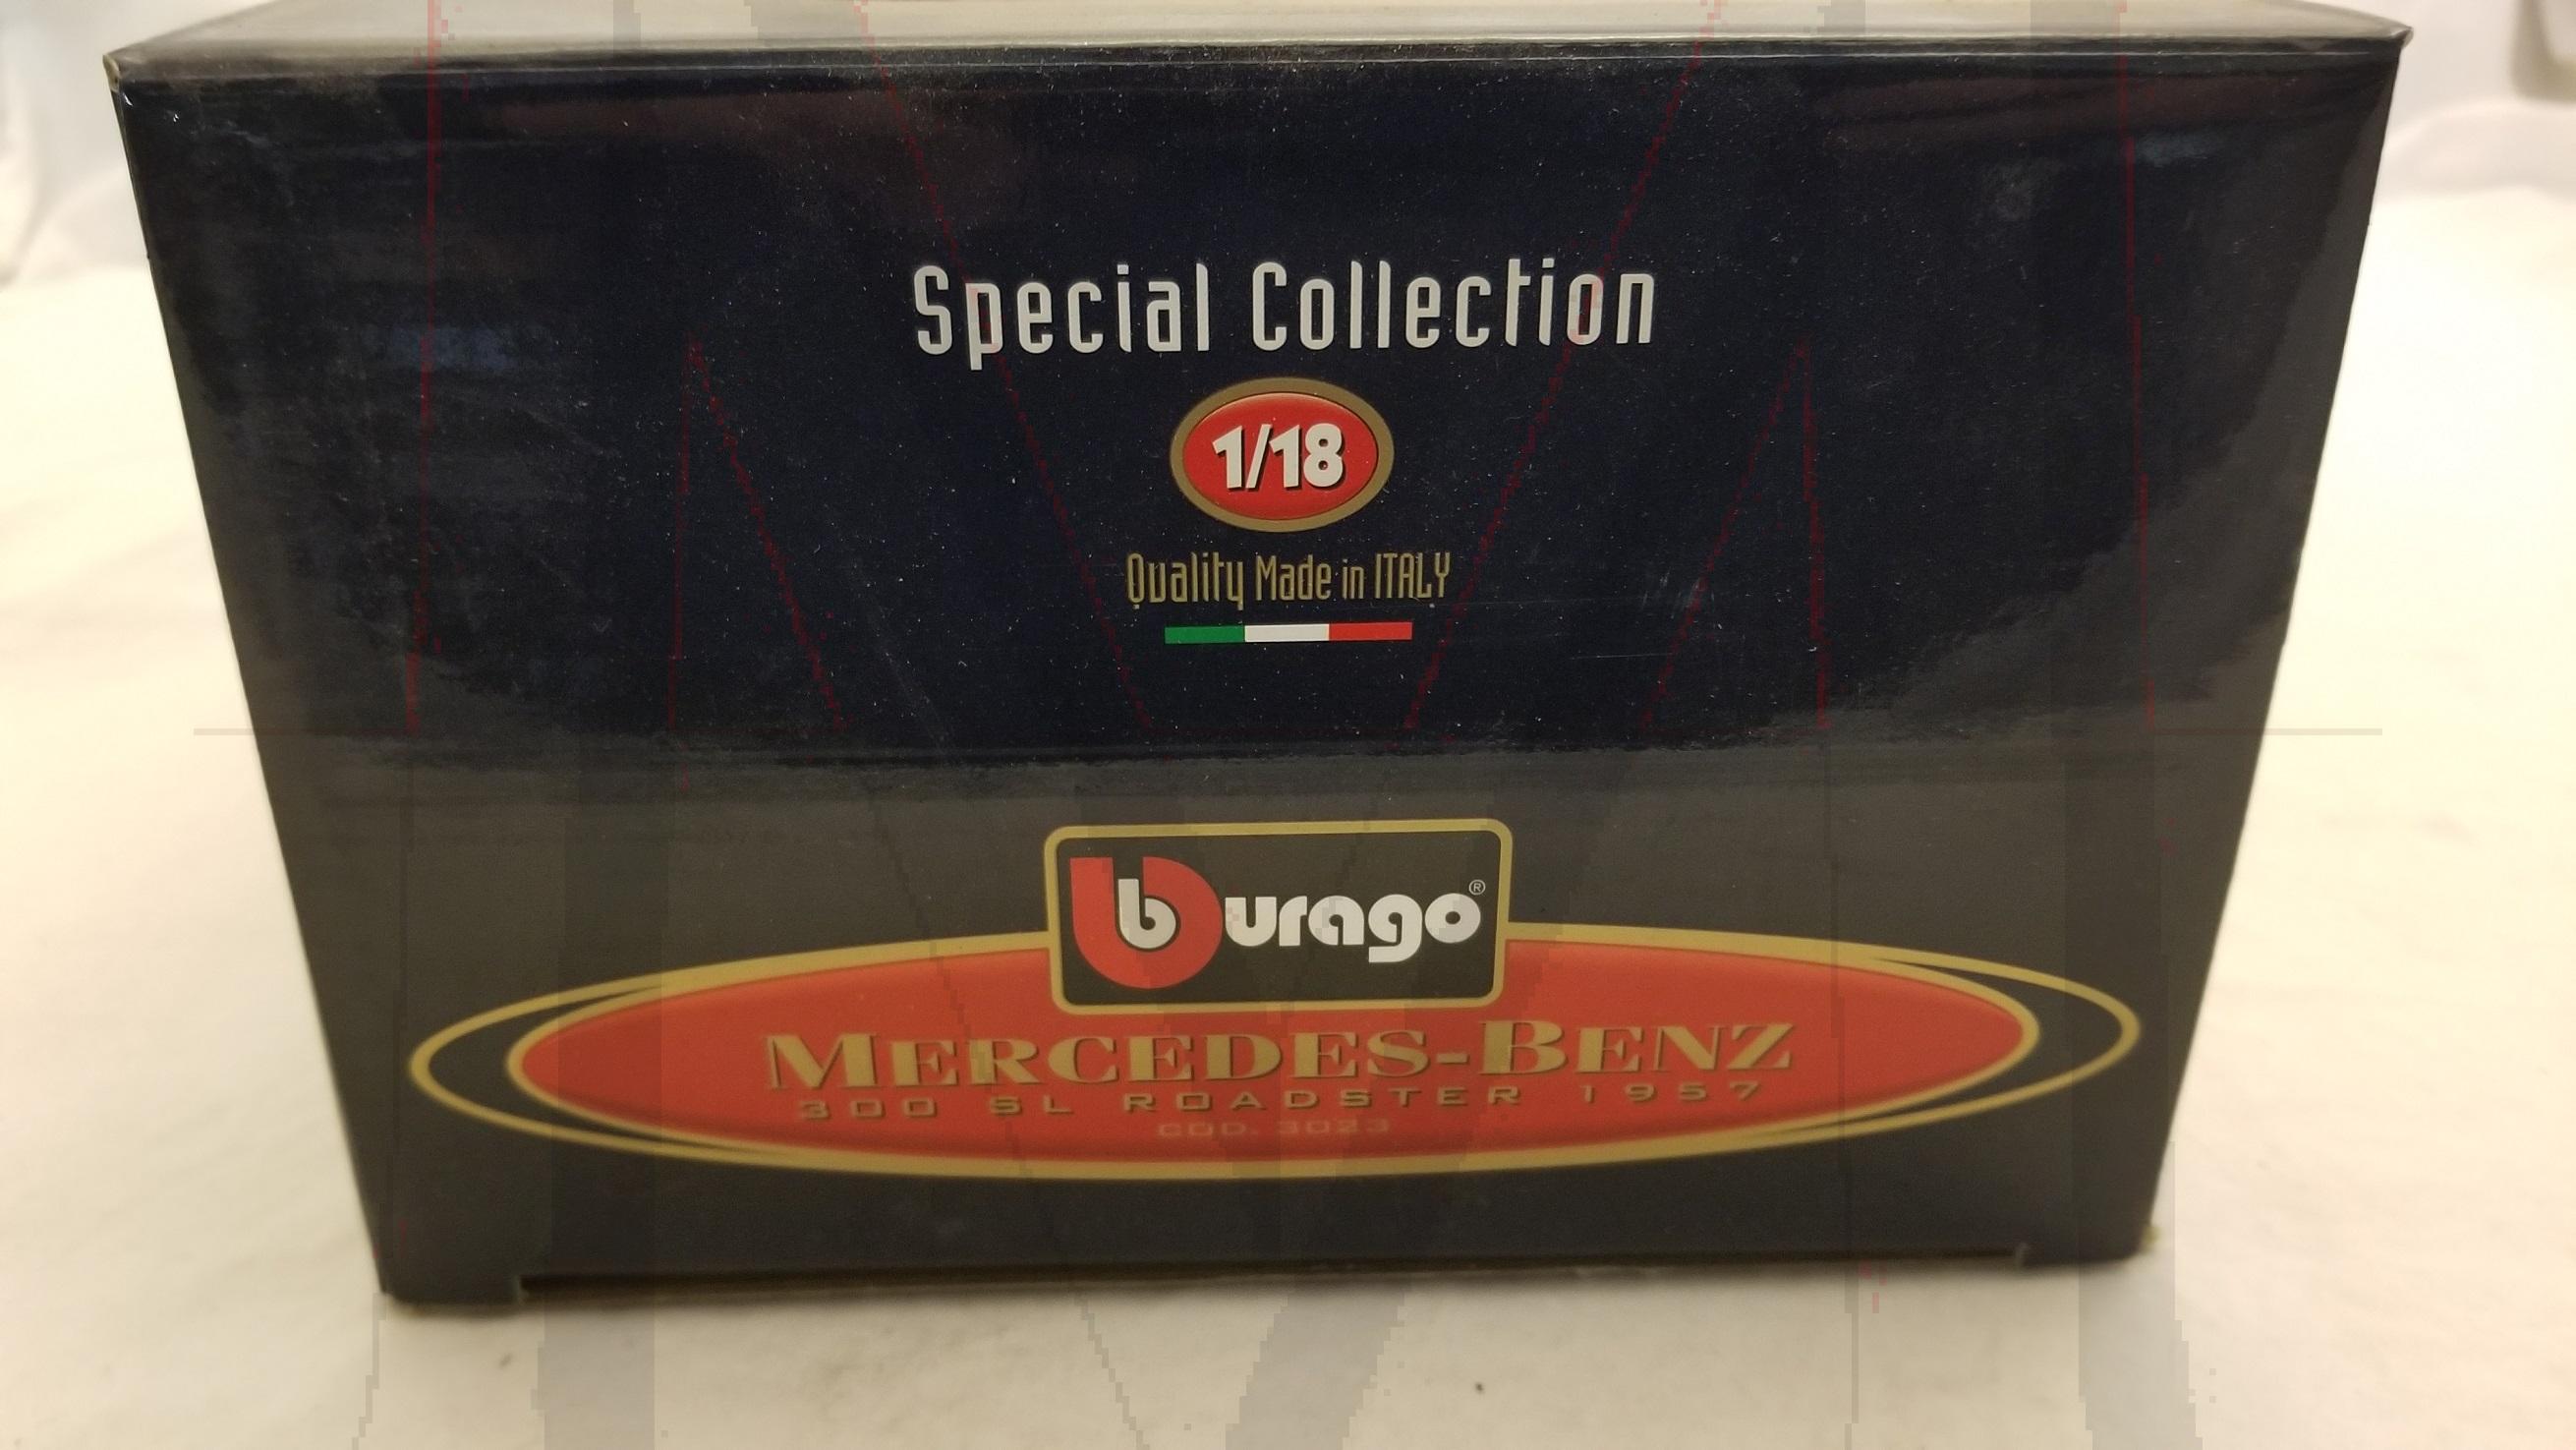 Special Collection
1/18
Quality Made in ITALY
burago®
MERCEDES-BENZ
300 SL ROADSTER 1957
COD. 3023